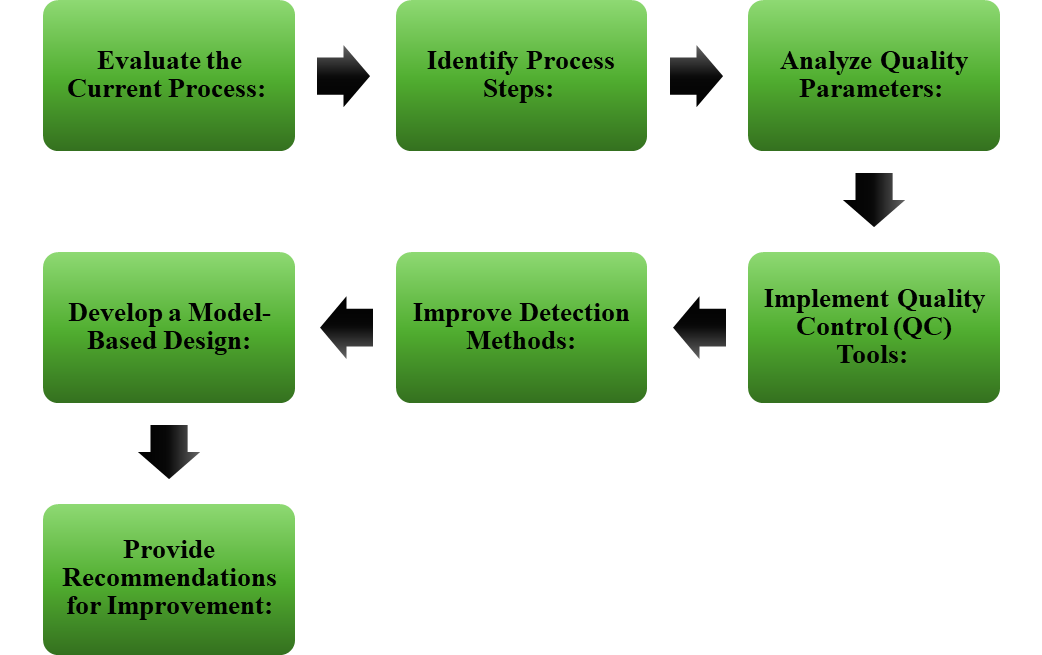 Evaluate the
Current Process:
Identify Process
Steps:
Analyze Quality
Parameters:
Implement Quality
Control (QC)
Tools:
Improve Detection
Methods:
Develop a Model-
Based Design:
Provide
Recommendations
for Improvement: